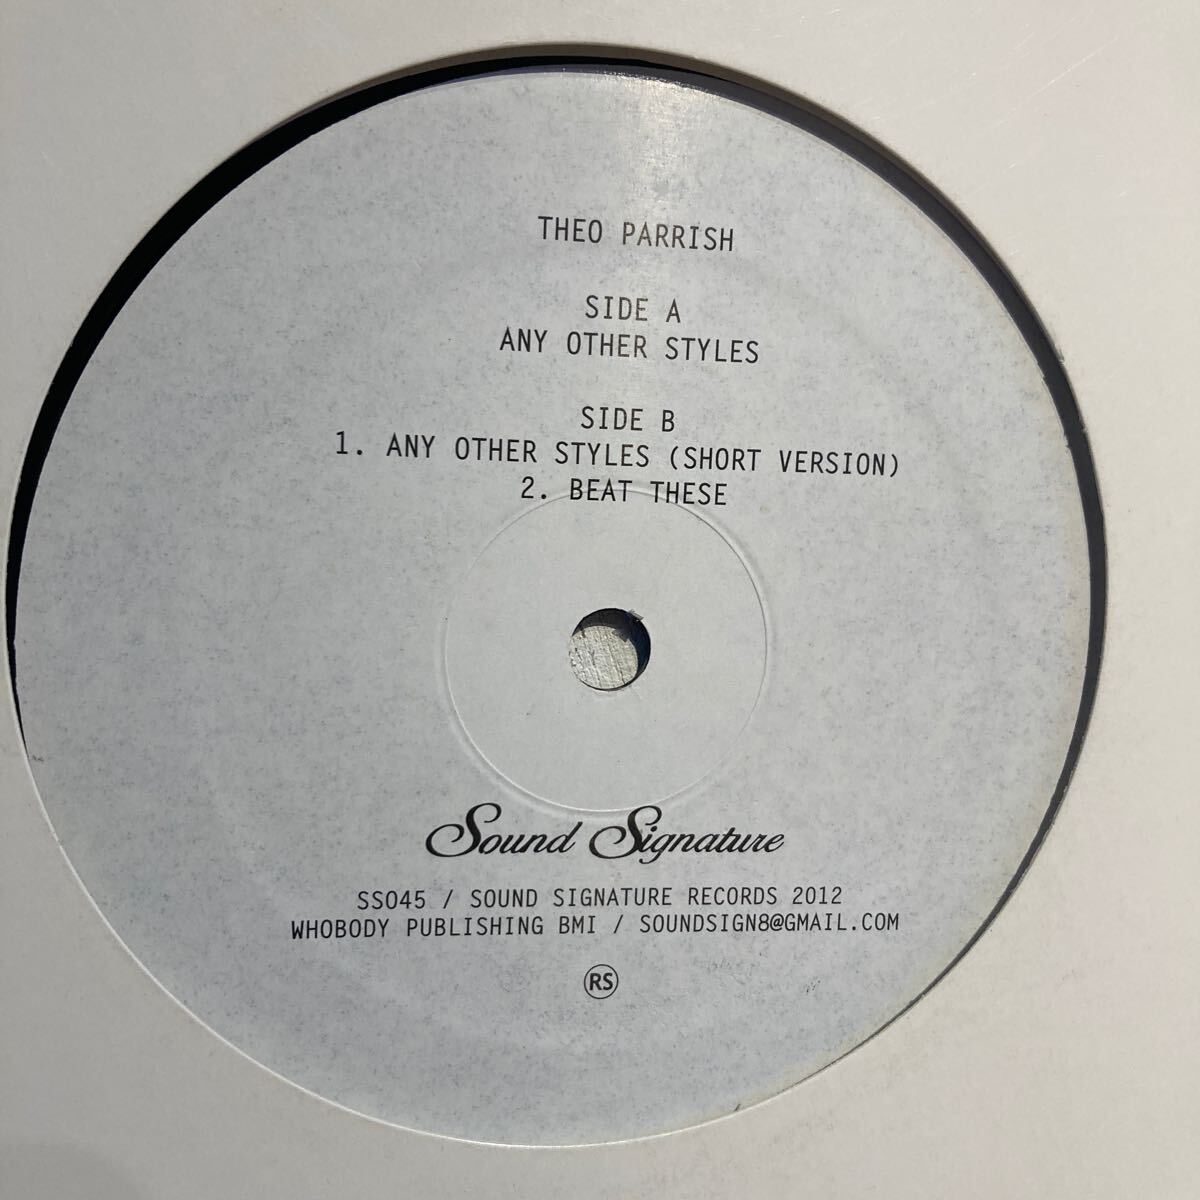 THEO PARRISH
SIDE A
ANY OTHER STYLES
SIDE B
1. ANY OTHER STYLES (SHORT VERSION)
2. BEAT THESE
Sound Signature
SS045 / SOUND SIGNATURE RECORDS 2012
WHOBODY PUBLISHING BMI / SOUNDSIGN8@GMAIL.COM
RS